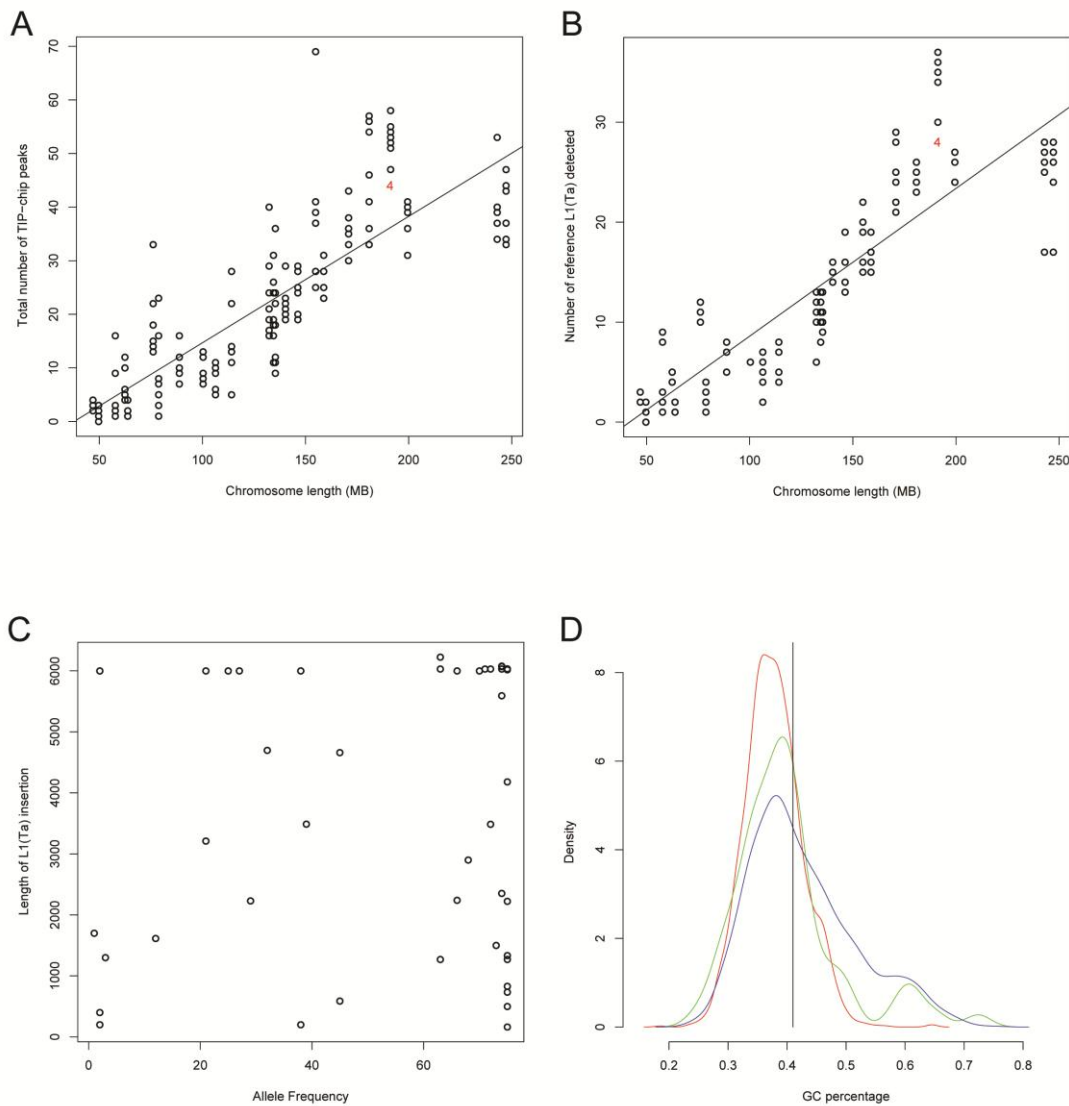 A
Total number of TIP-chip peaks
70
60
50
40
30
20
10
0
4
50 100 150 200 250
Chromosome length (MB)
B
Number of reference L1(Ta) detected
30
20
10
0
4
50 100 150 200 250
Chromosome length (MB)
C
Length of L1(Ta) insertion
6000
5000
4000
3000
2000
1000
0
0 20 40 60
Allele Frequency
D
Density
8
6
4
2
0
0.2 0.3 0.4 0.5 0.6 0.7 0.8
GC percentage